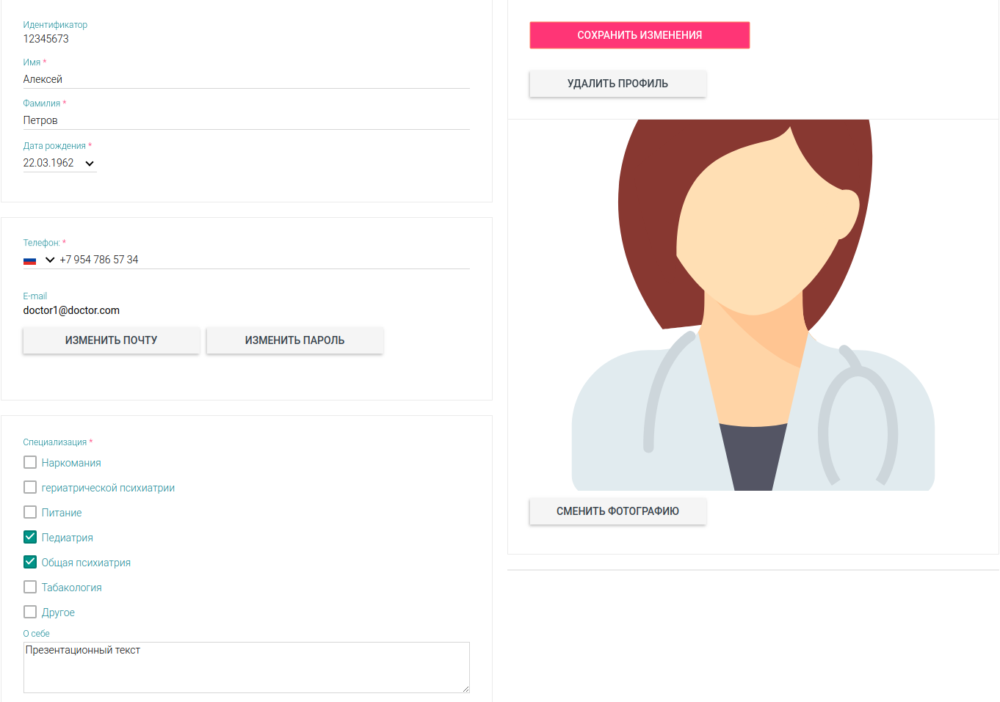 Идентификатор
12345673
Имя *
Алексей
Фамилия *
Петров
Дата рождения *
22.03.1962
Телефон: *
+7 954 786 57 34
E-mail
doctor1@doctor.com
ИЗМЕНИТЬ ПОЧТУ ИЗМЕНИТЬ ПАРОЛЬ
Специализация *
Наркомания
гериатрической психиатрии
Питание
Педиатрия
Общая психиатрия
Табакология
Другое
О себе
Презентационный текст
СОХРАНИТЬ ИЗМЕНЕНИЯ
УДАЛИТЬ ПРОФИЛЬ
СМЕНИТЬ ФОТОГРАФИЮ